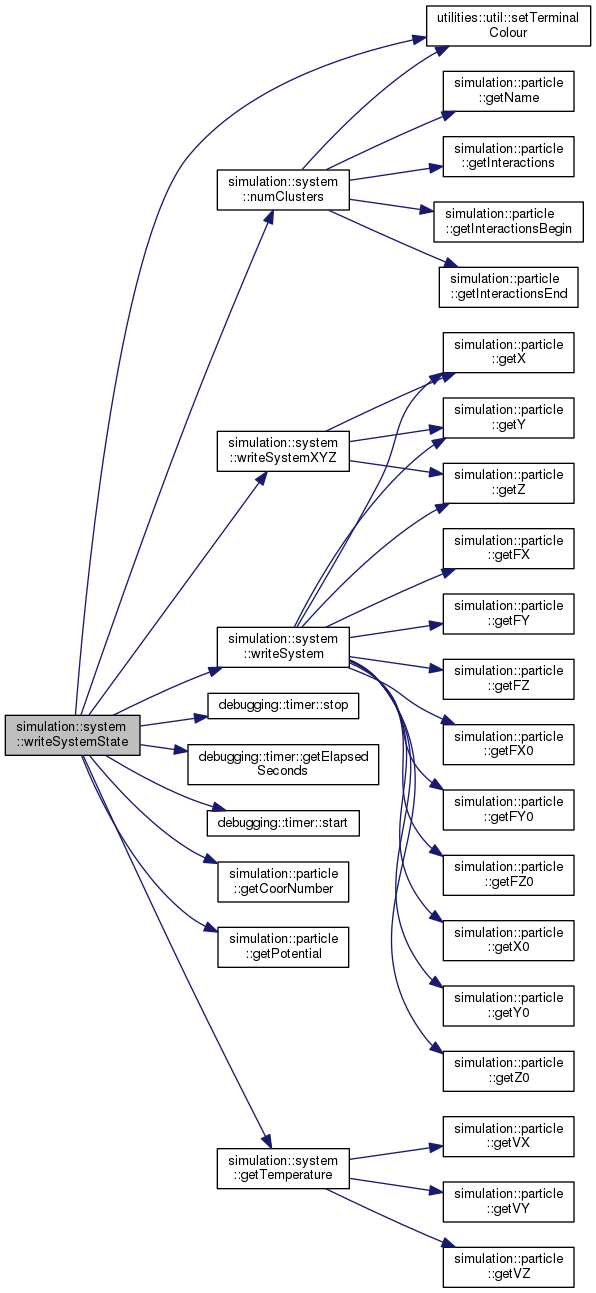 utilities::util::setTerminal
Colour
simulation::particle
::getName
simulation::particle
::getInteractions
simulation::system
::numClusters
simulation::particle
::getInteractionsBegin
simulation::particle
::getInteractionsEnd
simulation::particle
::getX
simulation::particle
::getY
simulation::system
::writeSystemXYZ
simulation::particle
::getZ
simulation::particle
::getFX
simulation::particle
::getFY
simulation::system
::writeSystem
simulation::particle
::getFZ
debugging::timer::stop
simulation::system
::writeSystemState
simulation::particle
::getFX0
debugging::timer::getElapsed
Seconds
simulation::particle
::getFY0
debugging::timer::start
simulation::particle
::getCoorNumber
simulation::particle
::getFZ0
simulation::particle
::getPotential
simulation::particle
::getX0
simulation::particle
::getY0
simulation::particle
::getZ0
simulation::particle
::getVX
simulation::system
::getTemperature
simulation::particle
::getVY
simulation::particle
::getVZ